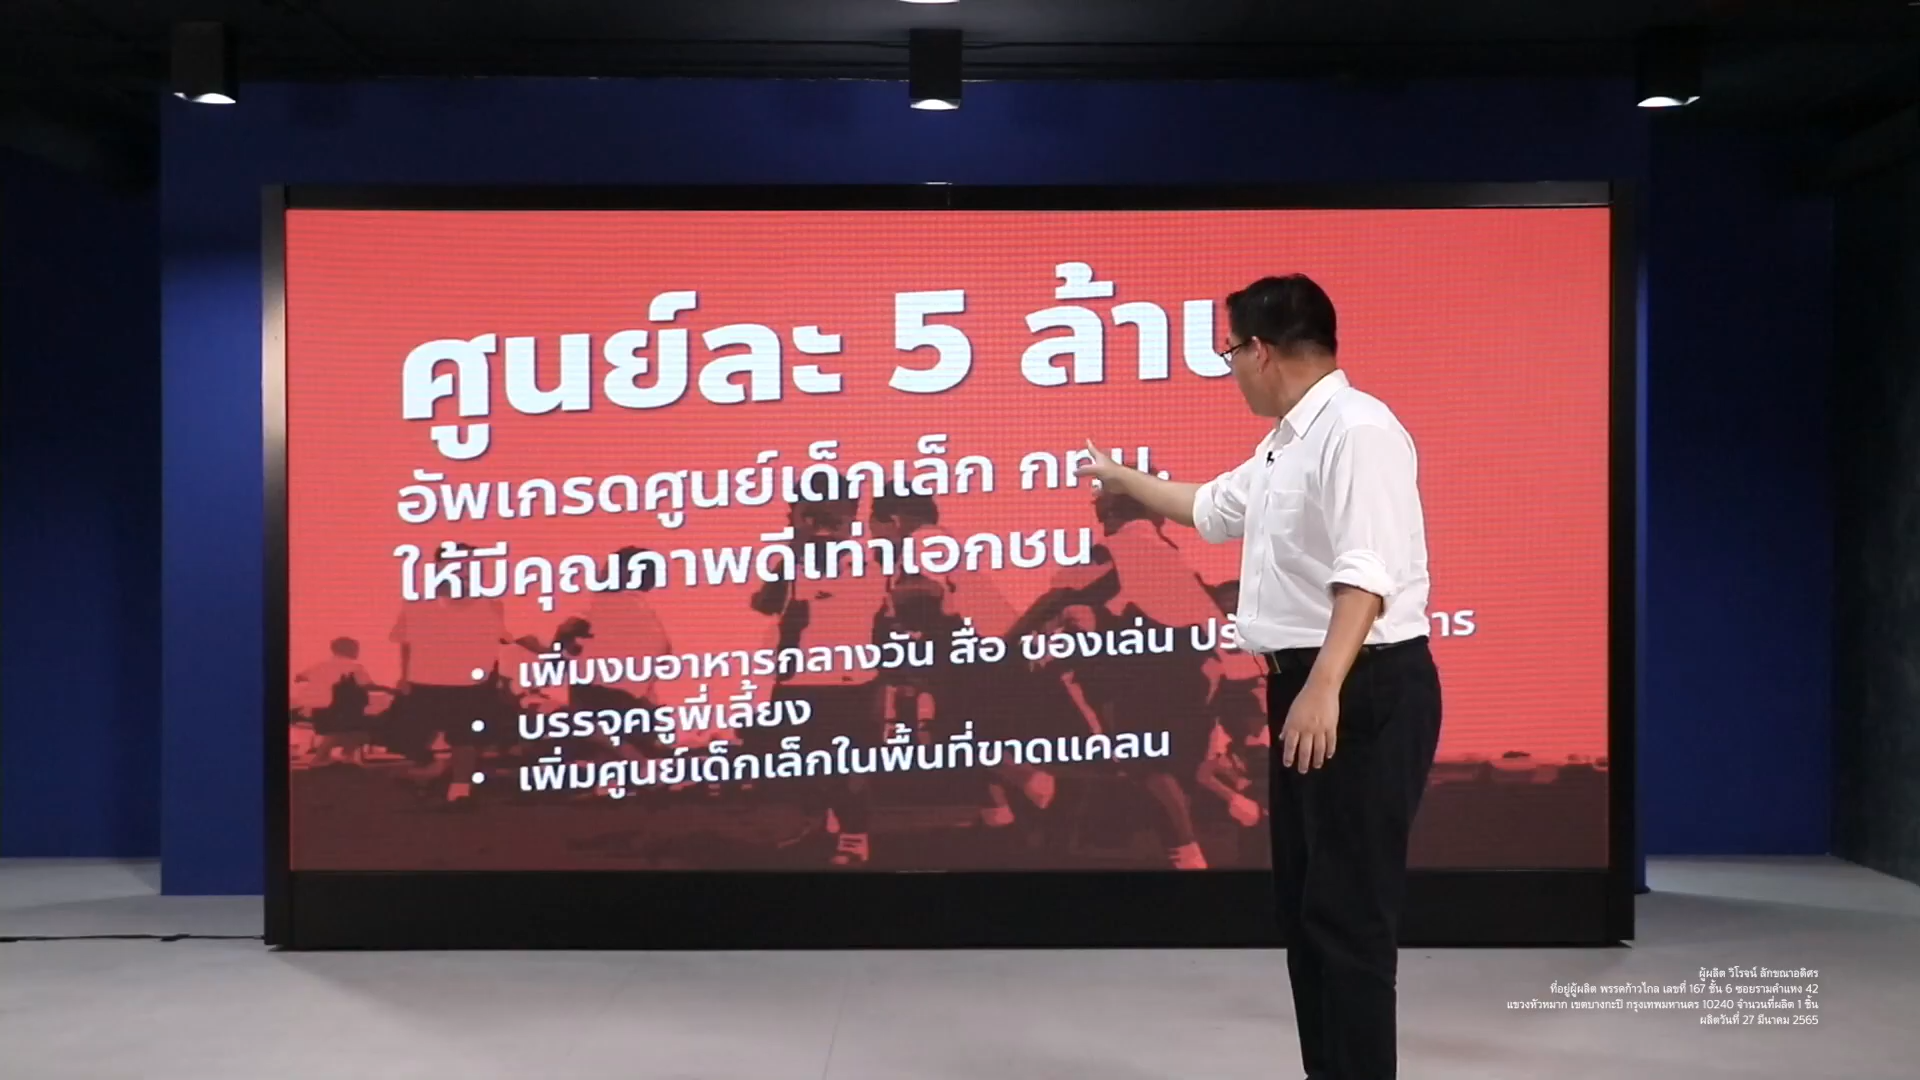 ศูนย์ละ 5
อัพเกรดศูนย์เด็กเล็ก
ให้มีคุณภาพดีเท่าเอกชน
• เพิ่มงบอาหารกลางวัน สื่อ ของเล่น
• บรรจุครูพี่เลี้ยง
• เพิ่มศูนย์เด็กเล็กในพื้นที่ขาดแคลน
ผู้ผลิต วิโรจน์ ลักขณาอดิศร
ที่อยู่ผู้ผลิต พรรคก้าวไกล เลขที่ 167 ชั้น 6 ซอยรามคำแหง 42
แขวงหัวหมาก เขตบางกะปิ กรุงเทพมหานคร 10240 จำนวนที่ผลิต 1 ชิ้น
ผลิตวันที่ 27 มีนาคม 2565